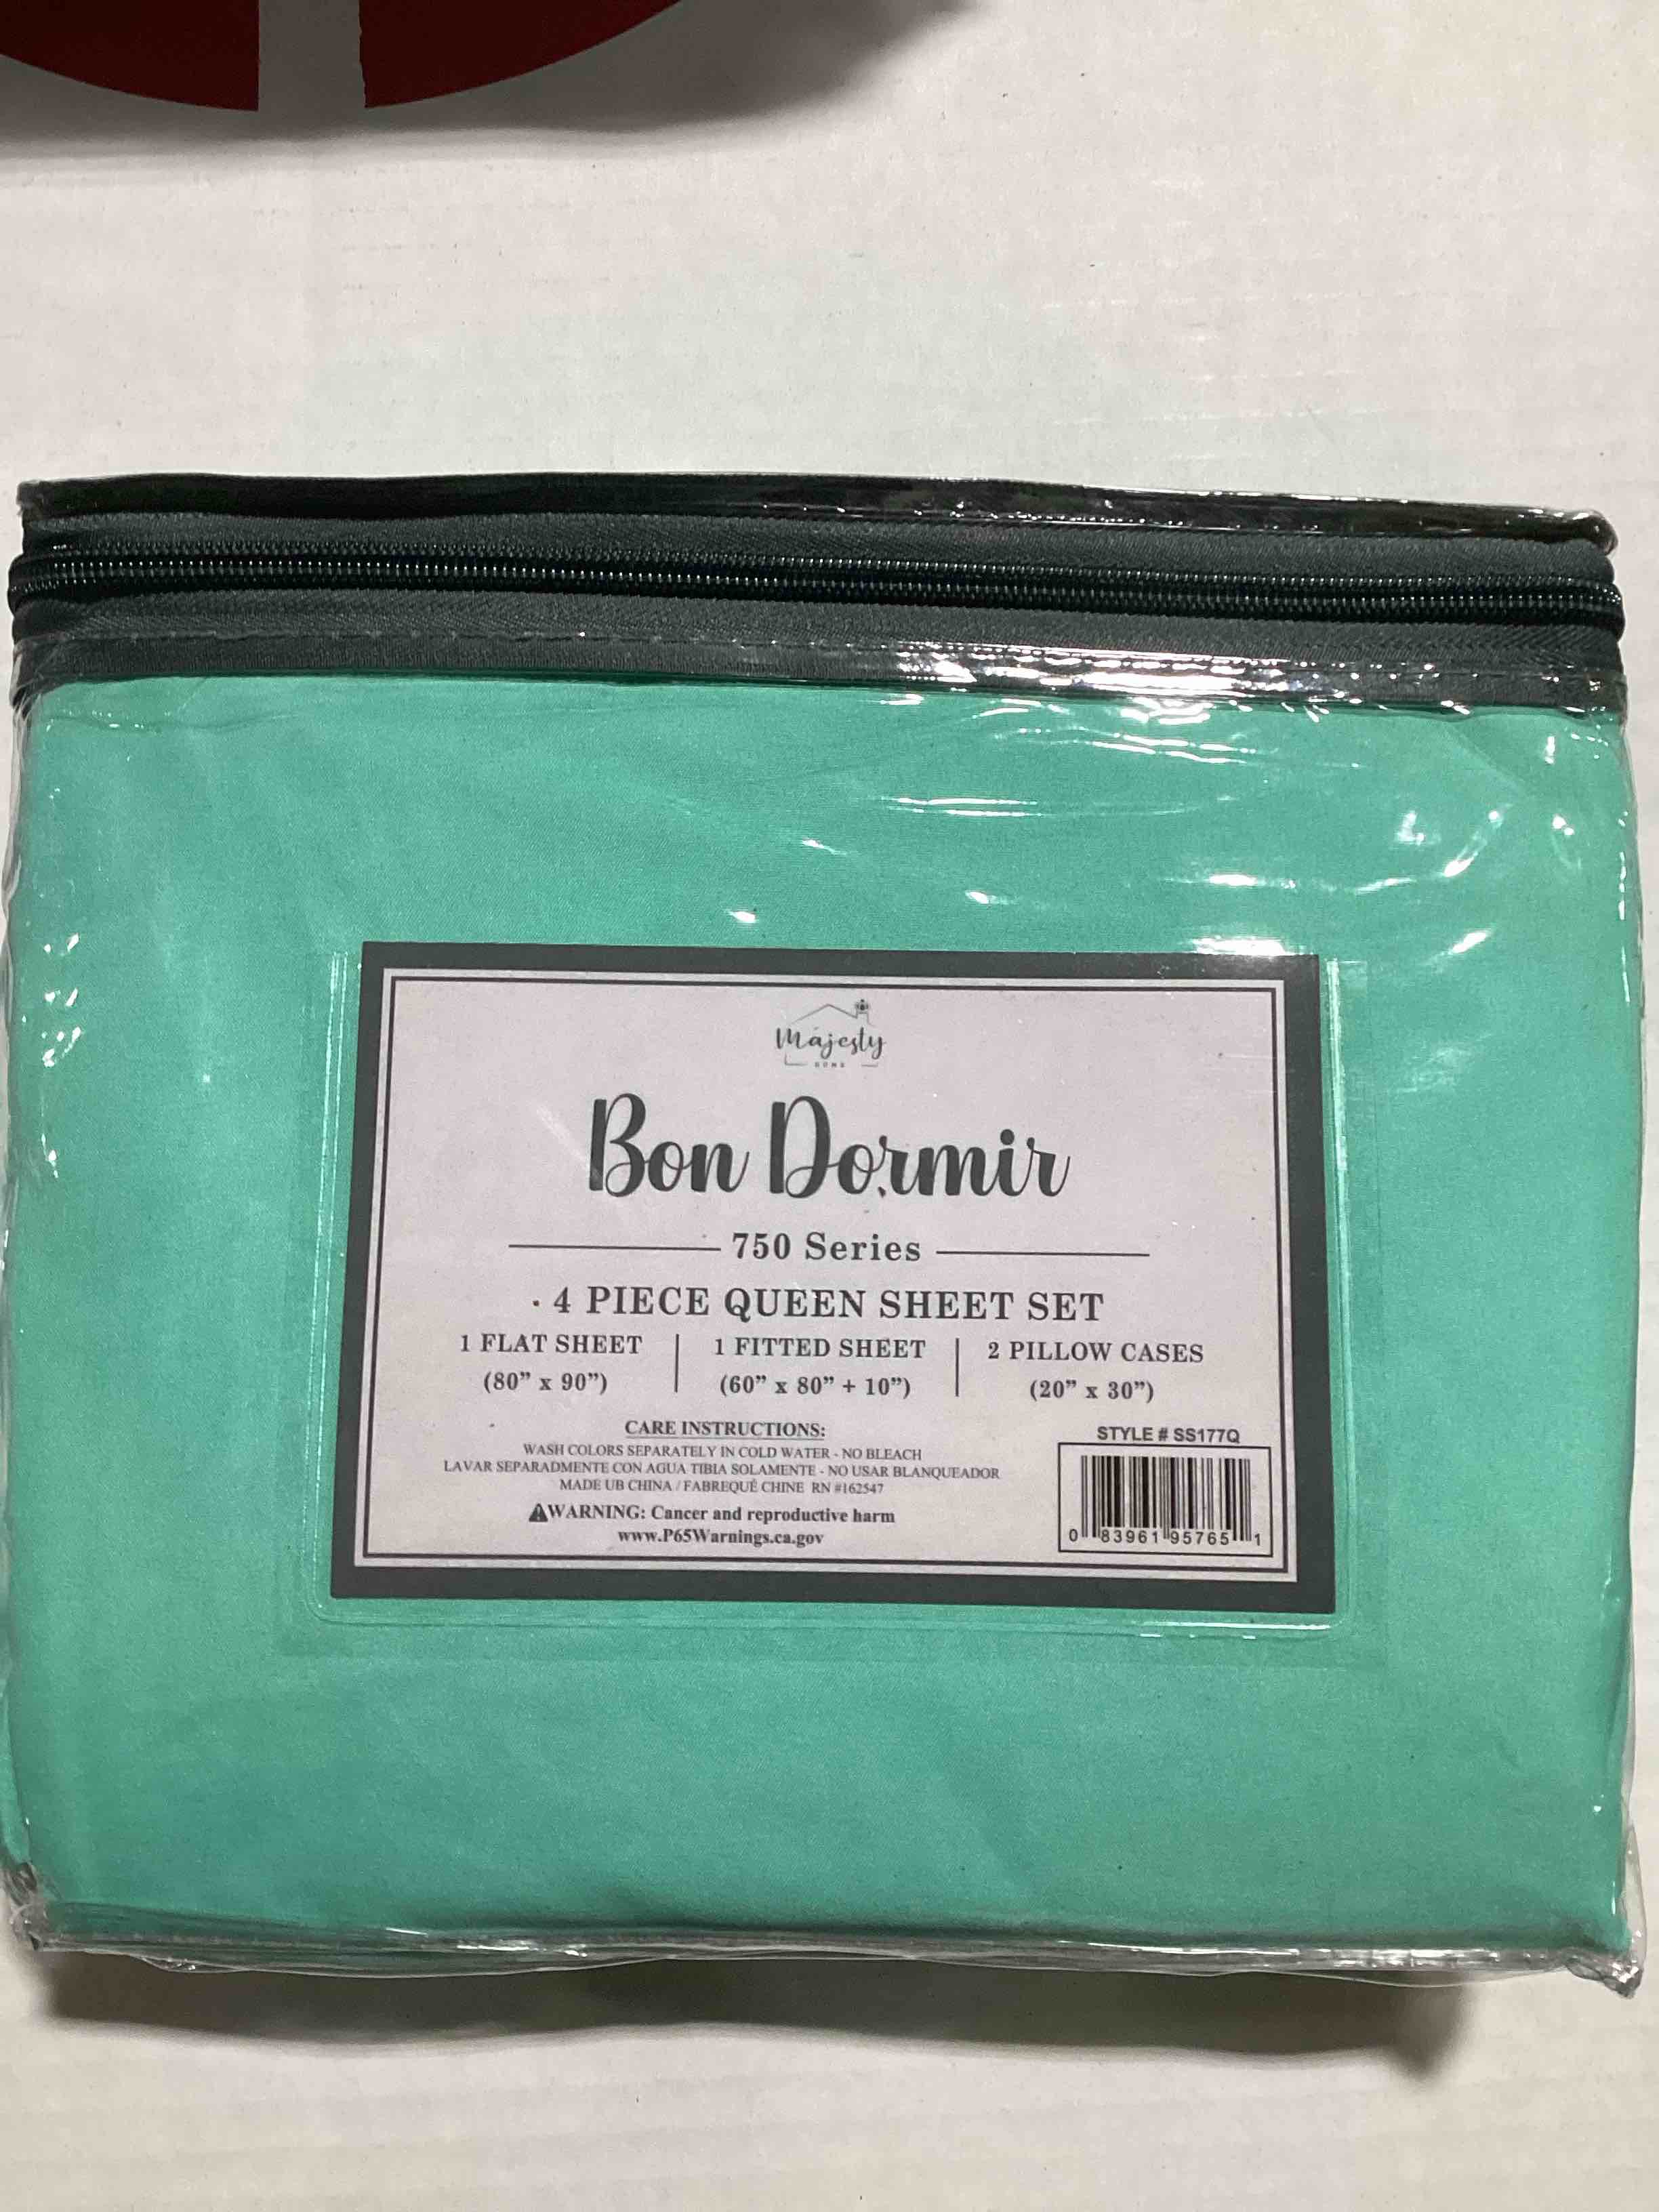 Majesty
HOME
Bon Dormir
750 Series
4 PIECE QUEEN SHEET SET
1 FLAT SHEET | 1 FITTED SHEET | 2 PILLOW CASES
(80” x 90”) (60” x 80” + 10”) (20” x 30”)
CARE INSTRUCTIONS:
WASH COLORS SEPARATELY IN COLD WATER - NO BLEACH
LAVAR SEPARADMENTE CON AGUA TIBIA SOLAMENTE - NO USAR BLANQUEADOR
MADE UB CHINA / FABREQUÉ CHINE RN #162547
⚠WARNING: Cancer and reproductive harm
www.P65Warnings.ca.gov
STYLE # SS177Q
0 83961 95765 1